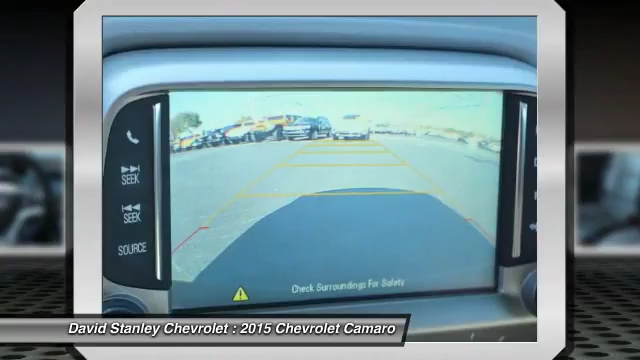 SEEK
SEEK
SOURCE
Check Surroundings For Safety
David Stanley Chevrolet : 2015 Chevrolet Camaro